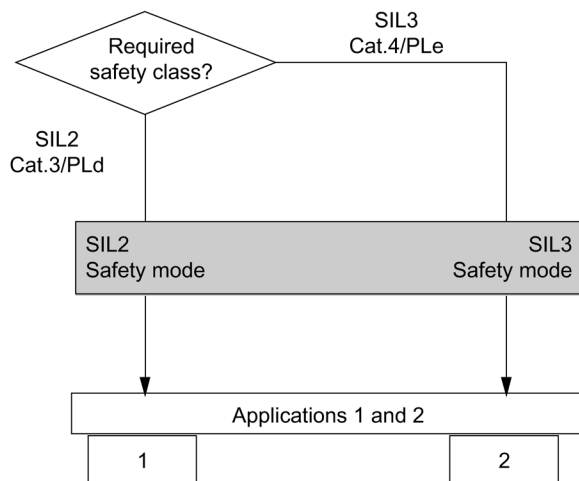 Required
safety class?
SIL3
Cat.4/PLe
SIL2
Cat.3/PLd
SIL2
Safety mode
SIL3
Safety mode
Applications 1 and 2
1
2